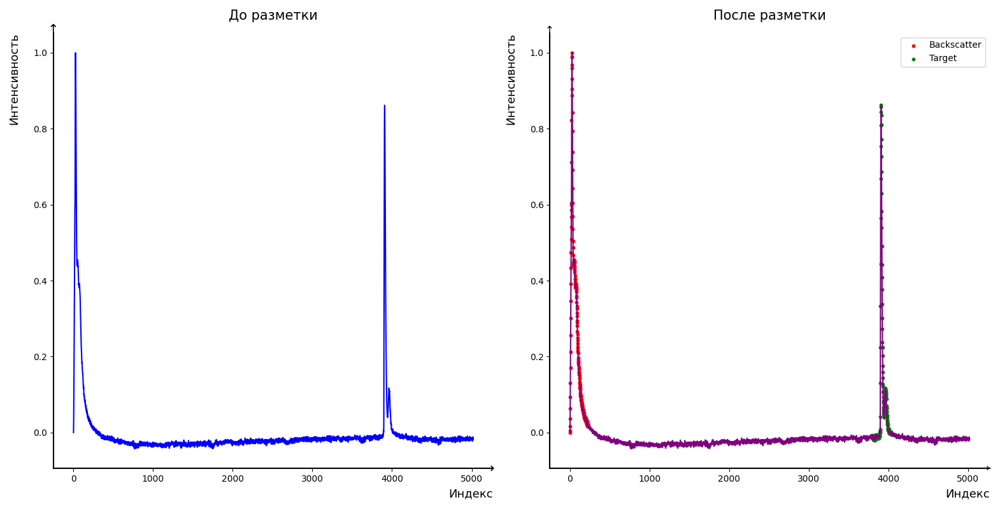 До разметки
Интенсивность
1.0
0.8
0.6
0.4
0.2
0.0
0 1000 2000 3000 4000 5000
Индекс
После разметки
Интенсивность
1.0
0.8
0.6
0.4
0.2
0.0
0 1000 2000 3000 4000 5000
Индекс
Backscatter
Target